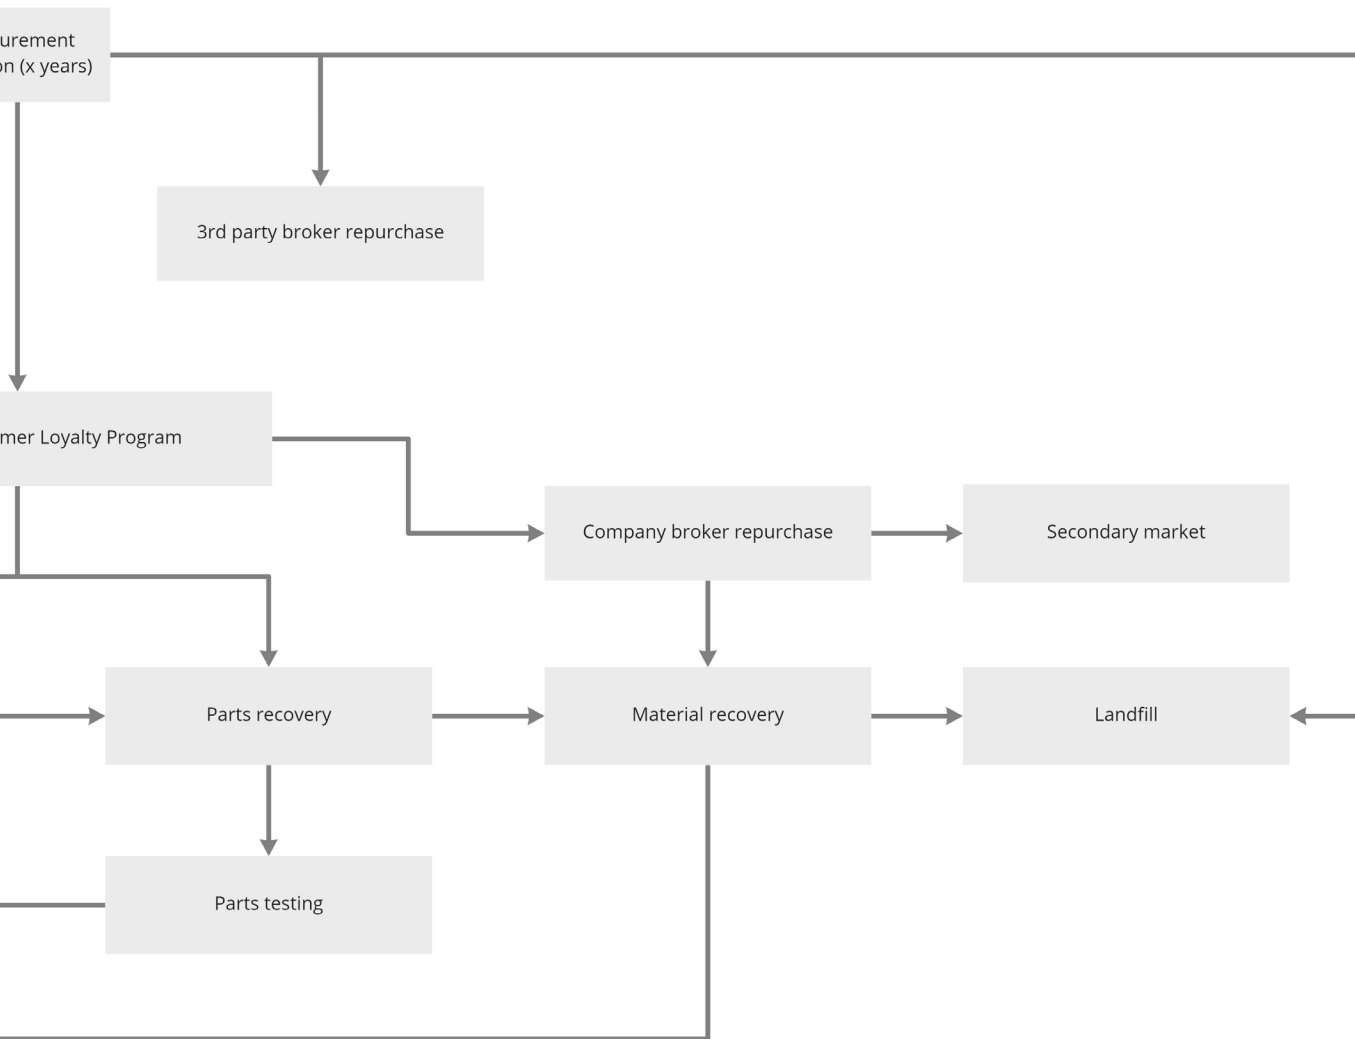 urement
on (x years)
3rd party broker repurchase
mer Loyalty Program
Company broker repurchase
Secondary market
Parts recovery
Material recovery
Landfill
Parts testing